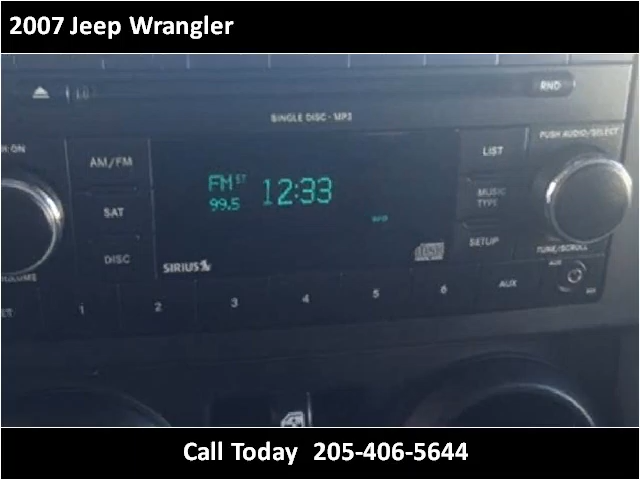 2007 Jeep Wrangler
RND
SINGLE DISC - MP3
PUSH AUDIO/SELECT
AM/FM
LIST
FM ST
12:33
99.5
MUSIC
TYPE
SAT
SETUP
DISC
SIRIUS
TUNE/SCROLL
VOLUME
AUX
1
2
3
4
5
6
AUX
Call Today 205-406-5644